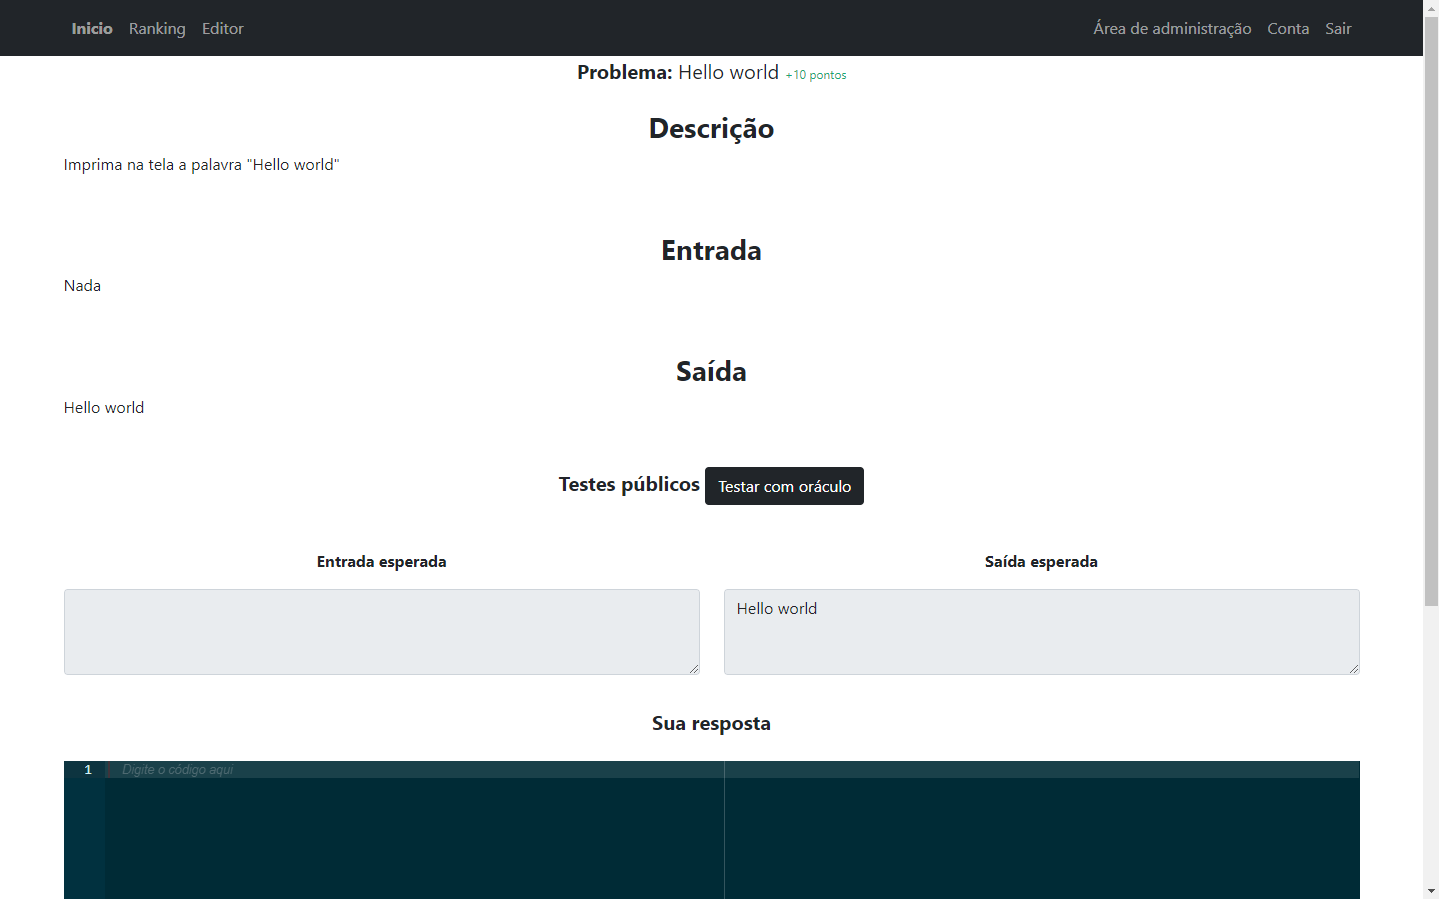 Inicio Ranking Editor Área de administração Conta Sair
Problema: Hello world +10 pontos
Descrição
Imprima na tela a palavra "Hello world"
Entrada
Nada
Saída
Hello world
Testes públicos Testar com oráculo
Entrada esperada Saída esperada
Hello world
Sua resposta
1 Digite o código aqui